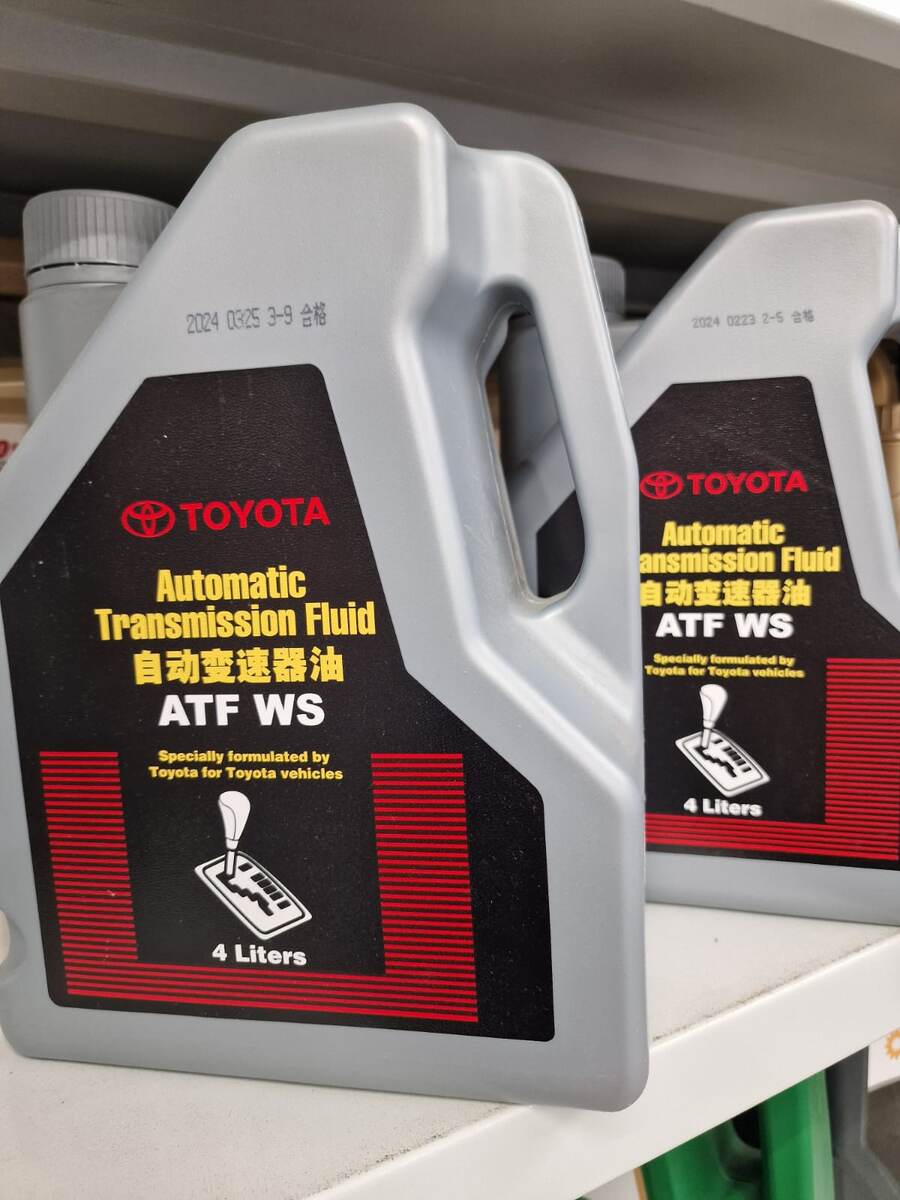 2024 0325 3-9 合格
TOYOTA
Automatic
Transmission Fluid
自动变速器油
ATF WS
Specially formulated by
Toyota for Toyota vehicles
4 Liters
2024 0223 2-5 合格
TOYOTA
Automatic
ansmission Fluid
自动变速器油
ATF WS
Specially formulated by
Toyota for Toyota vehicles
4 Liters